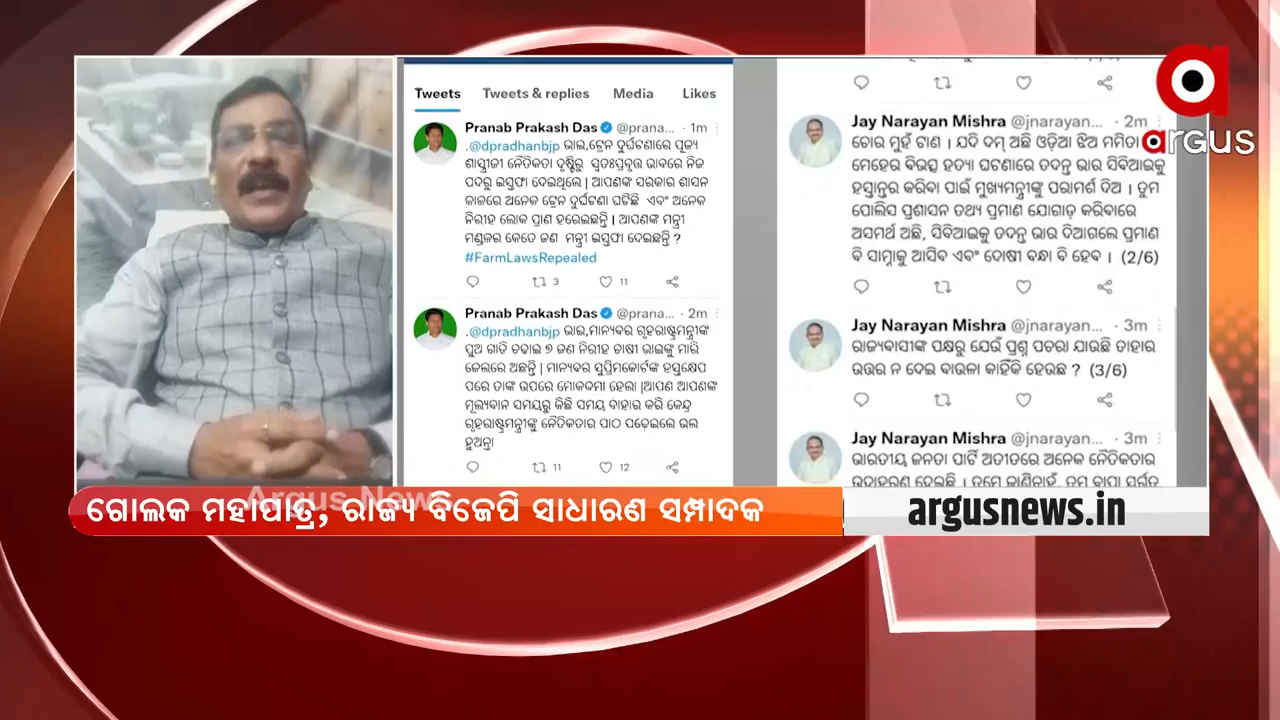 Tweets
Tweets & replies
Media
Likes
Pranab Prakash Das @prana... · 1m
.@dpradhanbjp ଭାଇ,ଟ୍ରେନ ଦୁର୍ଘଟଣାରେ ପୂଜ୍ୟ
ଶାସ୍ତ୍ରୀଜୀ ନୈତିକତା ଦୃଷ୍ଟିରୁ ସ୍ୱତଃପ୍ରବୃତ୍ତ ଭାବରେ ନିଜ
ପଦରୁ ଇସ୍ତଫା ଦେଇଥିଲେ | ଆପଣଙ୍କ ସରକାର ଶାସନ
କାଳରେ ଅନେକ ଟ୍ରେନ ଦୁର୍ଘଟଣା ଘଟିଛି ଏବଂ ଅନେକ
ନିରୀହ ଲୋକ ପ୍ରାଣ ହରେଇଛନ୍ତି । ଆପଣଙ୍କ ମନ୍ତ୍ରୀ
ମଣ୍ଡଳର କେତେ ଜଣ ମନ୍ତ୍ରୀ ଇସ୍ତଫା ଦେଇଛନ୍ତି ?
#FarmLawsRepealed
3 11
Pranab Prakash Das @prana... · 2m
.@dpradhanbjp ଭାଇ,ମାନ୍ୟବର ଗୃହରାଷ୍ଟ୍ରମନ୍ତ୍ରୀଙ୍କ
ପୁଅ ଗାଡି ଚଢାଇ ୭ ଜଣ ନିରୀହ ଚାଷୀ ଭାଇଙ୍କୁ ମାରି
ଜେଲରେ ଅଛନ୍ତି | ମାନ୍ୟବର ସୁପ୍ରିମକୋର୍ଟଙ୍କ ହସ୍ତକ୍ଷେପ
ପରେ ତାଙ୍କ ଉପରେ ମୋକଦ୍ଦମା ହେଲା |ଆପଣ ଆପଣଙ୍କ
ମୂଲ୍ୟବାନ ସମୟରୁ କିଛି ସମୟ ବାହାର କରି କେନ୍ଦ୍ର
ଗୃହରାଷ୍ଟ୍ରମନ୍ତ୍ରୀଙ୍କୁ ନୈତିକତାର ପାଠ ପଢ଼େଇଲେ ଭଲ
ହୁଅନ୍ତା
11 12
Jay Narayan Mishra @jnarayan... · 2m
ଚୋର ମୁହଁ ଟାଣ । ଯଦି ଦମ୍ ଅଛି ଓଡ଼ିଆ ଝିଅ ମମିତା
ମେହେର ବିଭତ୍ସ ହତ୍ୟା ଘଟଣାରେ ତଦନ୍ତ ଭାର ସିବିଆଇକୁ
ହସ୍ତାନ୍ତର କରିବା ପାଇଁ ମୁଖ୍ୟମନ୍ତ୍ରୀଙ୍କୁ ପରାମର୍ଶ ଦିଅ । ତୁମ
ପୋଲିସ ପ୍ରଶାସନ ତଥ୍ୟ ପ୍ରମାଣ ଯୋଗାଡ଼ କରିବାରେ
ଅସମର୍ଥ ଅଛି, ସିବିଆଇକୁ ତଦନ୍ତ ଭାର ଦିଆଗଲେ ପ୍ରମାଣ
ବି ସାମ୍ନାକୁ ଆସିବ ଏବଂ ଦୋଷୀ ବନ୍ଧା ବି ହେବ । (2/6)
Jay Narayan Mishra @jnarayan... · 3m
ରାଜ୍ୟବାସୀଙ୍କ ପକ୍ଷରୁ ଯେଉଁ ପ୍ରଶ୍ନ ପଚରା ଯାଉଛି ତାହାର
ଉତ୍ତର ନ ଦେଇ ବାଉଳା କାହିଁକି ହେଉଛ ? (3/6)
Jay Narayan Mishra @jnarayan... · 3m
ଭାରତୀୟ ଜନତା ପାର୍ଟି ଅତୀତରେ ଅନେକ ନୈତିକତାର
ଉଦାହରଣ ଦେଇଛି ।
argus
Argus News
ଗୋଲକ ମହାପାତ୍ର, ରାଜ୍ୟ ବିଜେପି ସାଧାରଣ ସମ୍ପାଦକ
argusnews.in